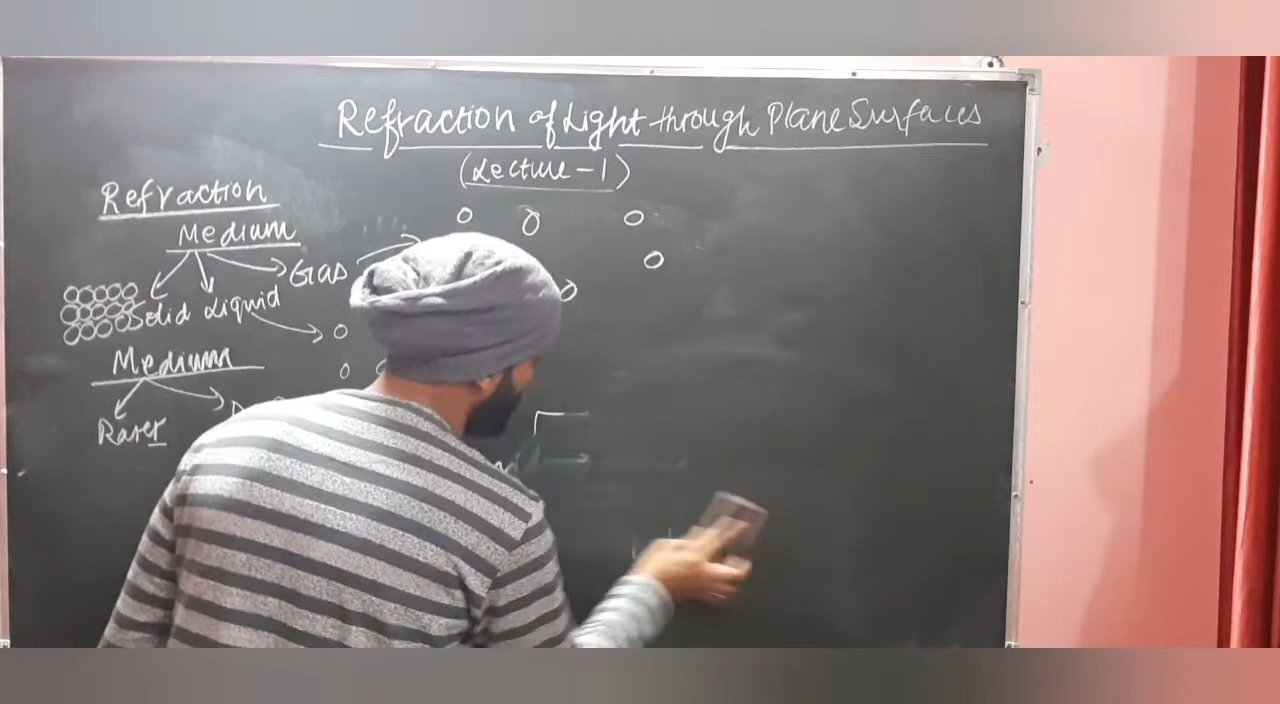 Refraction of Light through Plane Surfaces
(Lecture-1)
Refraction
Medium
Solid Liquid Gas
Medium
Rarer